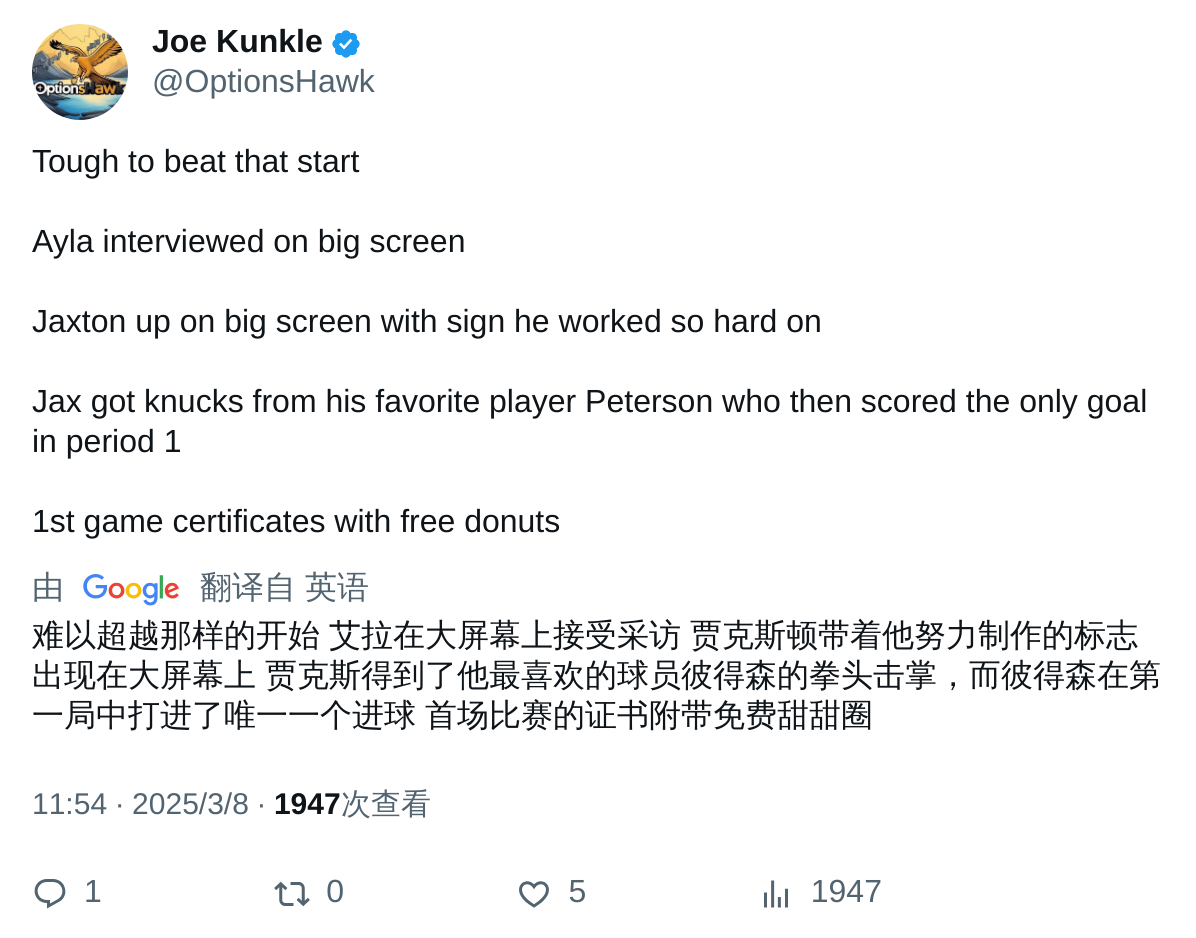 Joe Kunkle
@OptionsHawk
Tough to beat that start
Ayla interviewed on big screen
Jaxton up on big screen with sign he worked so hard on
Jax got knucks from his favorite player Peterson who then scored the only goal
in period 1
1st game certificates with free donuts
由 Google 翻译自 英语
难以超越那样的开始 艾拉在大屏幕上接受采访 贾克斯顿带着他努力制作的标志
出现在大屏幕上 贾克斯得到了他最喜欢的球员彼得森的拳头击掌，而彼得森在第
一局中打进了唯一一个进球 首场比赛的证书附带免费甜甜圈
11:54 · 2025/3/8 · 1947次查看
1 0 5 1947